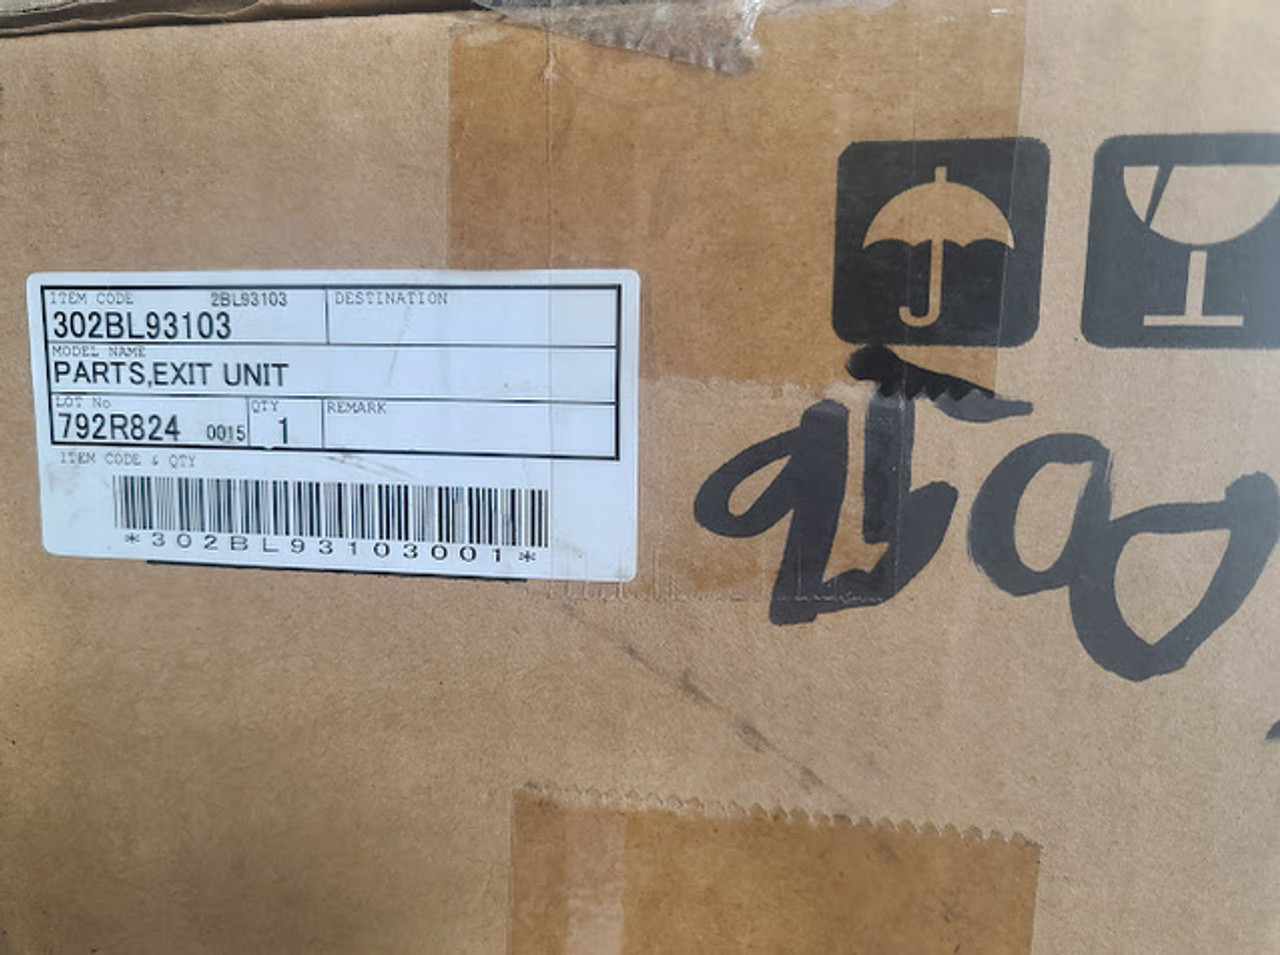 ITEM CODE 2BL93103 DESTINATION
302BL93103
MODEL NAME
PARTS,EXIT UNIT
LOT No QTY REMARK
792R824 0015 1
ITEM CODE & QTY
*302BL93103001*
9500